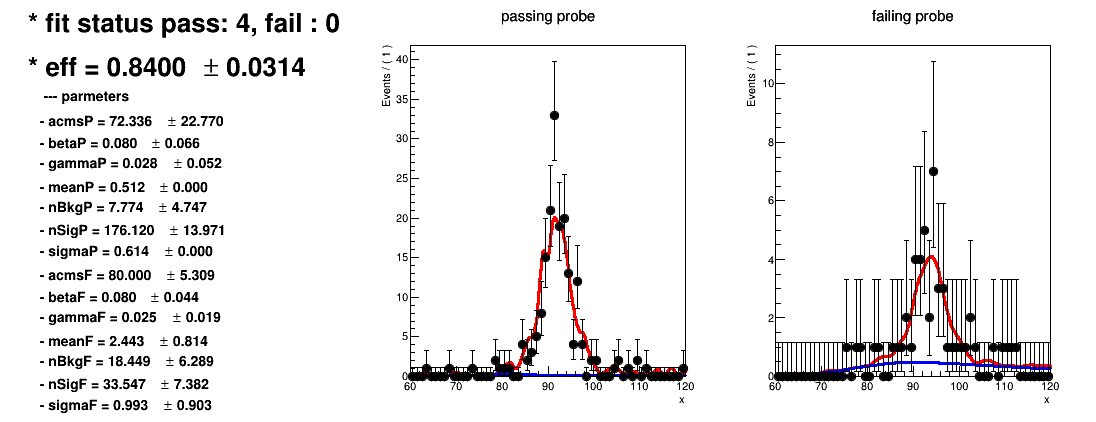 * fit status pass: 4, fail : 0
* eff = 0.8400 ± 0.0314
--- parmeters
- acmsP = 72.336 ± 22.770
- betaP = 0.080 ± 0.066
- gammaP = 0.028 ± 0.052
- meanP = 0.512 ± 0.000
- nBkgP = 7.774 ± 4.747
- nSigP = 176.120 ± 13.971
- sigmaP = 0.614 ± 0.000
- acmsF = 80.000 ± 5.309
- betaF = 0.080 ± 0.044
- gammaF = 0.025 ± 0.019
- meanF = 2.443 ± 0.814
- nBkgF = 18.449 ± 6.289
- nSigF = 33.547 ± 7.382
- sigmaF = 0.993 ± 0.903
passing probe
Events / ( 1 )
40
35
30
25
20
15
10
5
0
60 70 80 90 100 110 120
x
failing probe
Events / ( 1 )
10
8
6
4
2
0
60 70 80 90 100 110 120
x